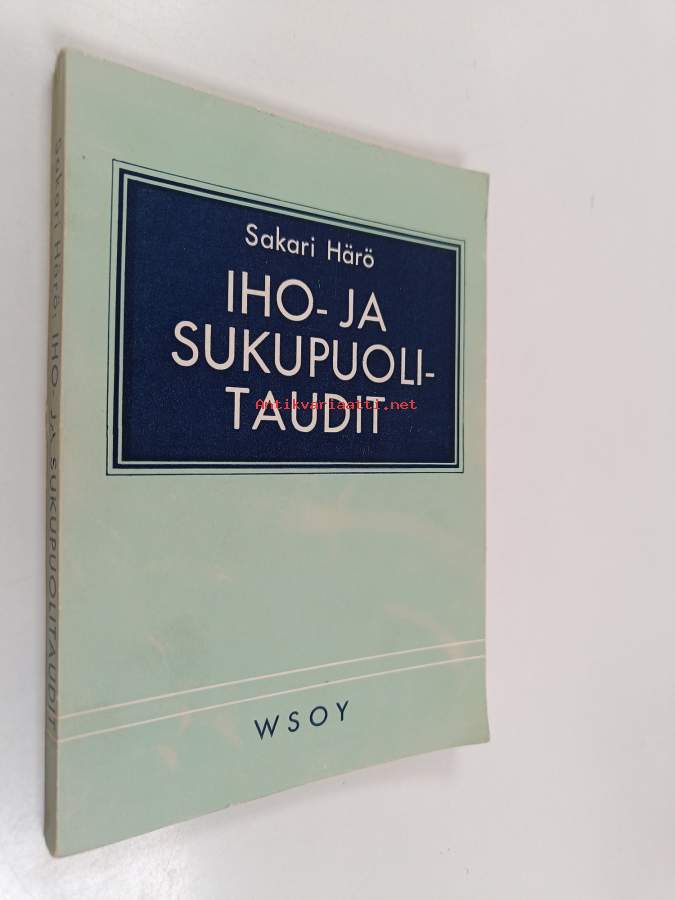 Sakari Härö
IHO- JA
SUKUPUOLI-
TAUDIT
Antikvariaatti.net
WSOY
Sakari Härö: IHO- JA SUKUPUOLITAUDIT